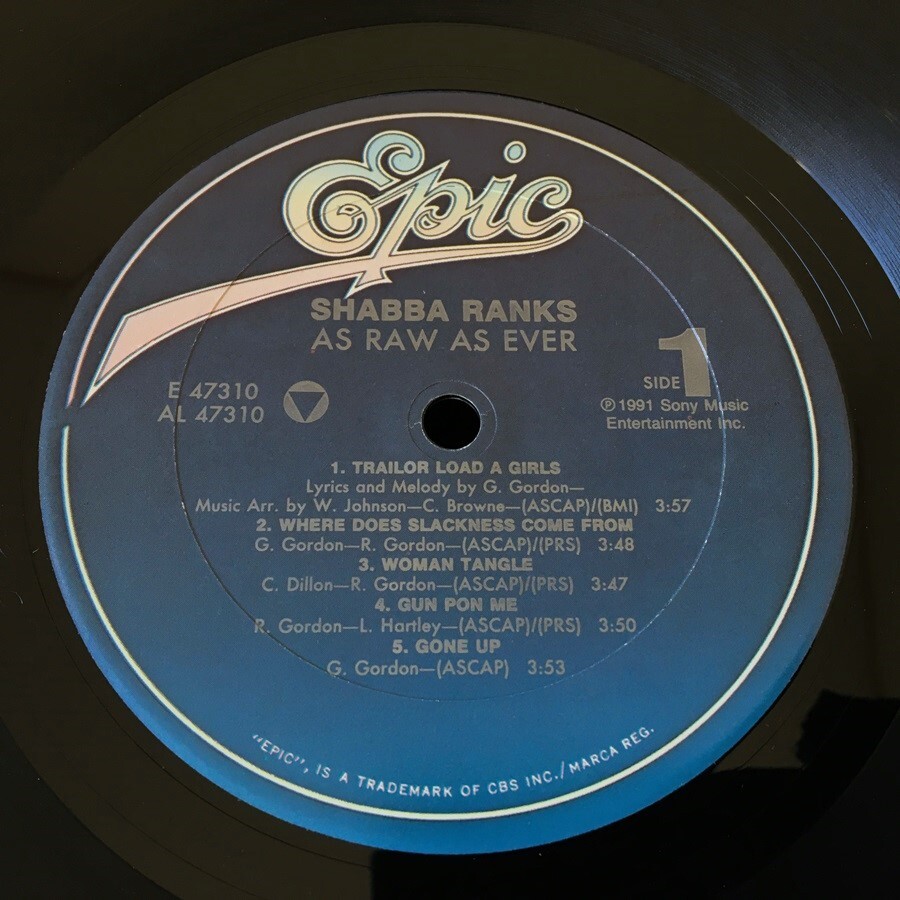 Epic
SHABBA RANKS
AS RAW AS EVER
E 47310
AL 47310
SIDE 1
℗ 1991 Sony Music
Entertainment Inc.
1. TRAILOR LOAD A GIRLS
Lyrics and Melody by G. Gordon—
Music Arr. by W. Johnson—C. Browne—(ASCAP)/(BMI) 3:57
2. WHERE DOES SLACKNESS COME FROM
G. Gordon—R. Gordon—(ASCAP)/(PRS) 3:48
3. WOMAN TANGLE
C. Dillon—R. Gordon—(ASCAP)/(PRS) 3:47
4. GUN PON ME
R. Gordon—L. Hartley—(ASCAP)/(PRS) 3:50
5. GONE UP
G. Gordon—(ASCAP) 3:53
"EPIC", IS A TRADEMARK OF CBS INC./MARCA REG.